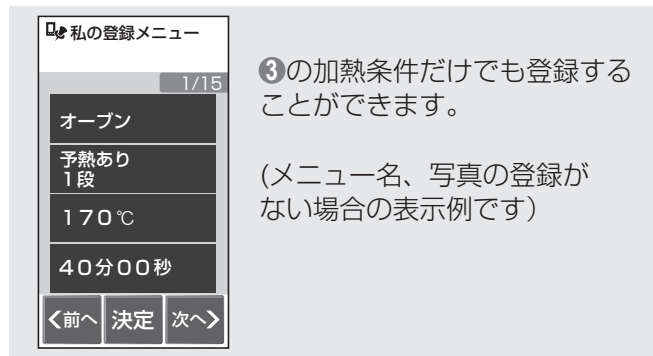 私の登録メニュー
1/15
オーブン
予熱あり
1段
170℃
40分00秒
❮前へ 決定 次へ❯
❸の加熱条件だけでも登録する
ことができます。
(メニュー名、写真の登録が
ない場合の表示例です)